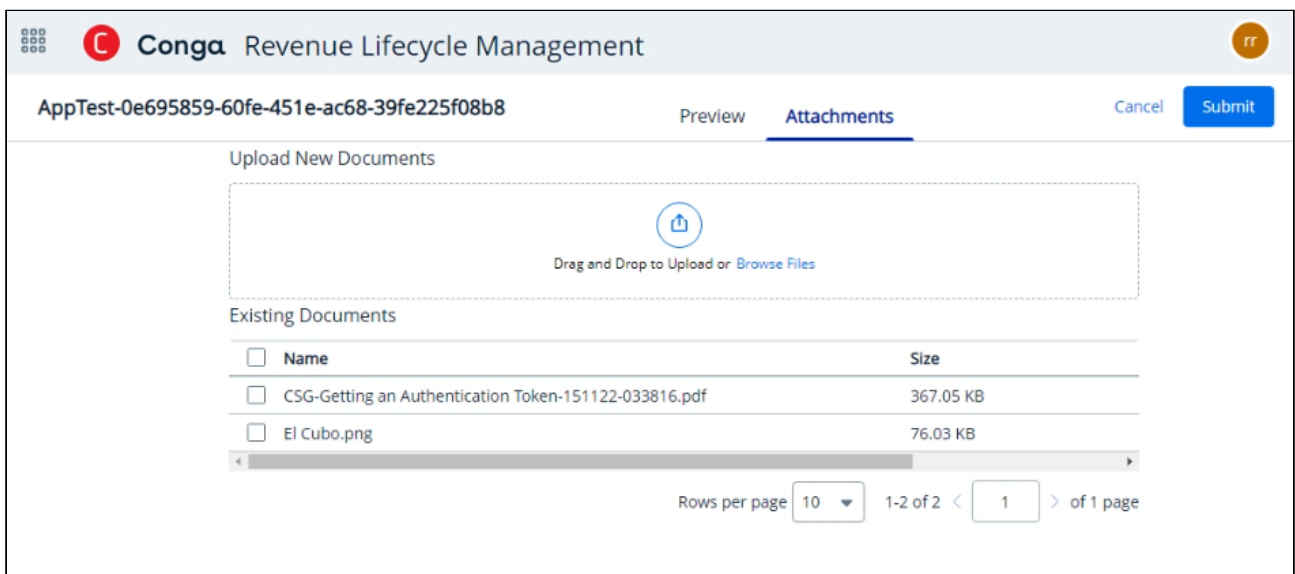 C Conga Revenue Lifecycle Management rr
AppTest-0e695859-60fe-451e-ac68-39fe225f08b8 Preview Attachments Cancel Submit
Upload New Documents
Drag and Drop to Upload or Browse Files
Existing Documents
Name Size
CSG-Getting an Authentication Token-151122-033816.pdf 367.05 KB
El Cubo.png 76.03 KB
Rows per page 10 1-2 of 2 < 1 > of 1 page